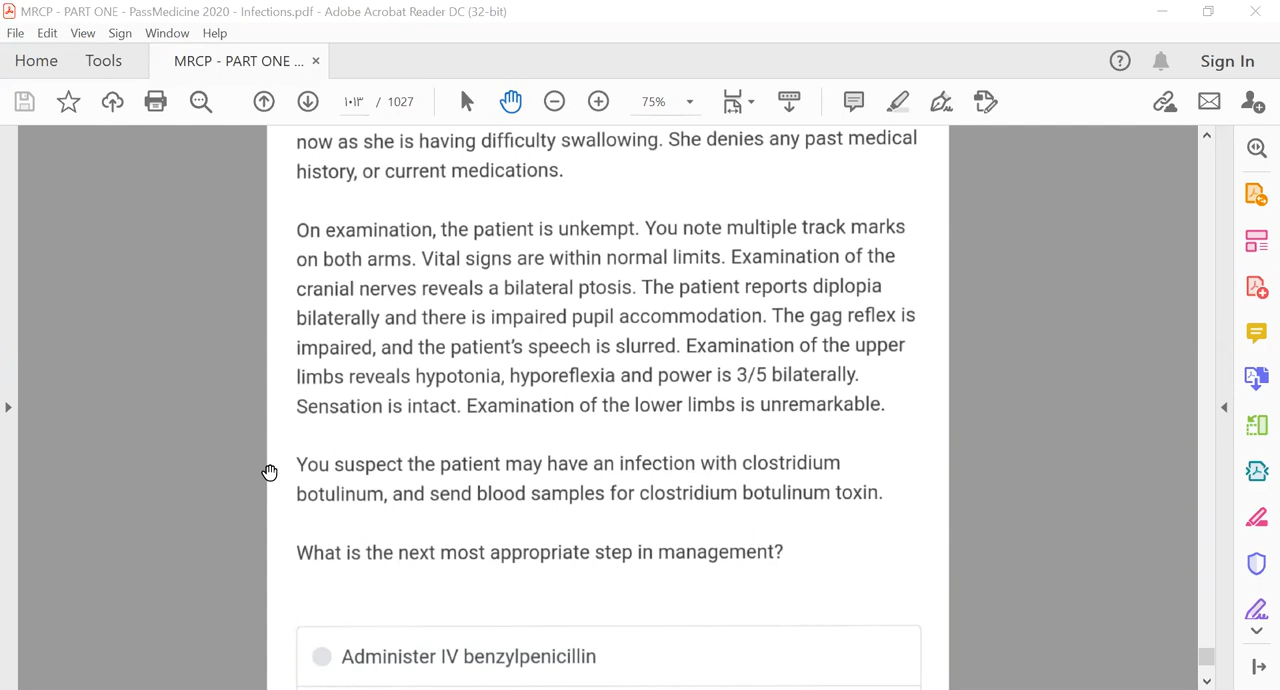 MRCP - PART ONE - PassMedicine 2020 - Infections.pdf - Adobe Acrobat Reader DC (32-bit)
File Edit View Sign Window Help
Home Tools MRCP - PART ONE ... × Sign In
١٠١٣ / 1027 75%
now as she is having difficulty swallowing. She denies any past medical
history, or current medications.
On examination, the patient is unkempt. You note multiple track marks
on both arms. Vital signs are within normal limits. Examination of the
cranial nerves reveals a bilateral ptosis. The patient reports diplopia
bilaterally and there is impaired pupil accommodation. The gag reflex is
impaired, and the patient's speech is slurred. Examination of the upper
limbs reveals hypotonia, hyporeflexia and power is 3/5 bilaterally.
Sensation is intact. Examination of the lower limbs is unremarkable.
You suspect the patient may have an infection with clostridium
botulinum, and send blood samples for clostridium botulinum toxin.
What is the next most appropriate step in management?
Administer IV benzylpenicillin